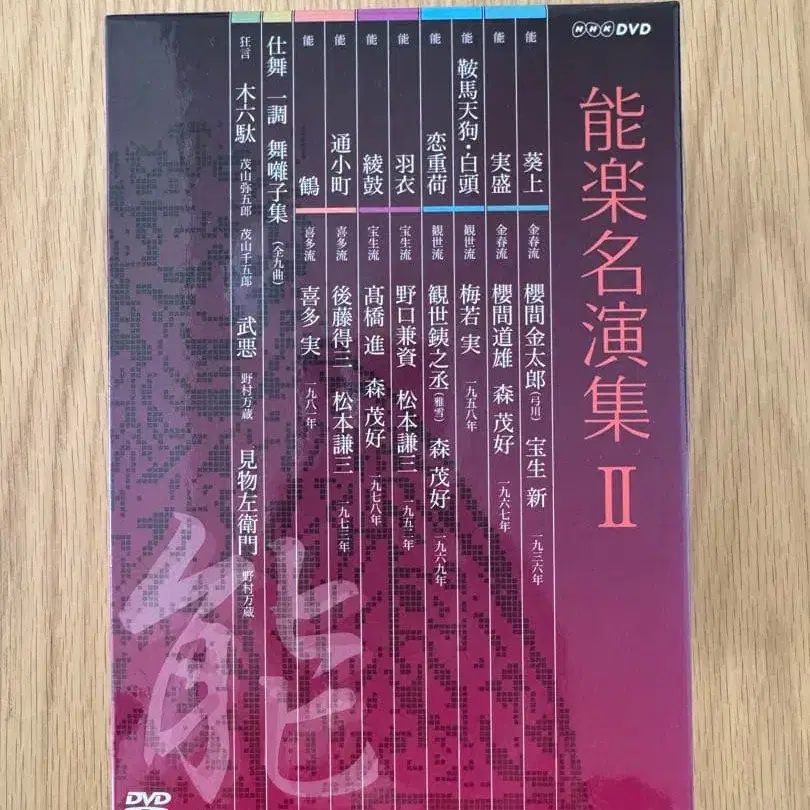 NHK DVD
能楽名演集 II
能 葵上 金春流 櫻間金太郎(弓川) 宝生 新 一九三六年
能 実盛 金春流 櫻間道雄 森 茂好 一九六七年
能 鞍馬天狗・白頭 観世流 梅若 実 一九五八年
能 恋重荷 観世流 観世銕之丞(雅雪) 森 茂好 一九六九年
能 羽衣 宝生流 野口兼資 松本謙三 一九五三年
能 綾鼓 宝生流 髙橋 進 森 茂好 一九七八年
能 通小町 喜多流 後藤得三 松本謙三 一九七三年
能 鶴 喜多流 喜多 実 一九八二年
仕舞 一調 舞囃子集 (全九曲)
狂言 木六駄 茂山弥五郎 茂山千五郎 武悪 野村万蔵 見物左衛門 野村万蔵
能
DVD